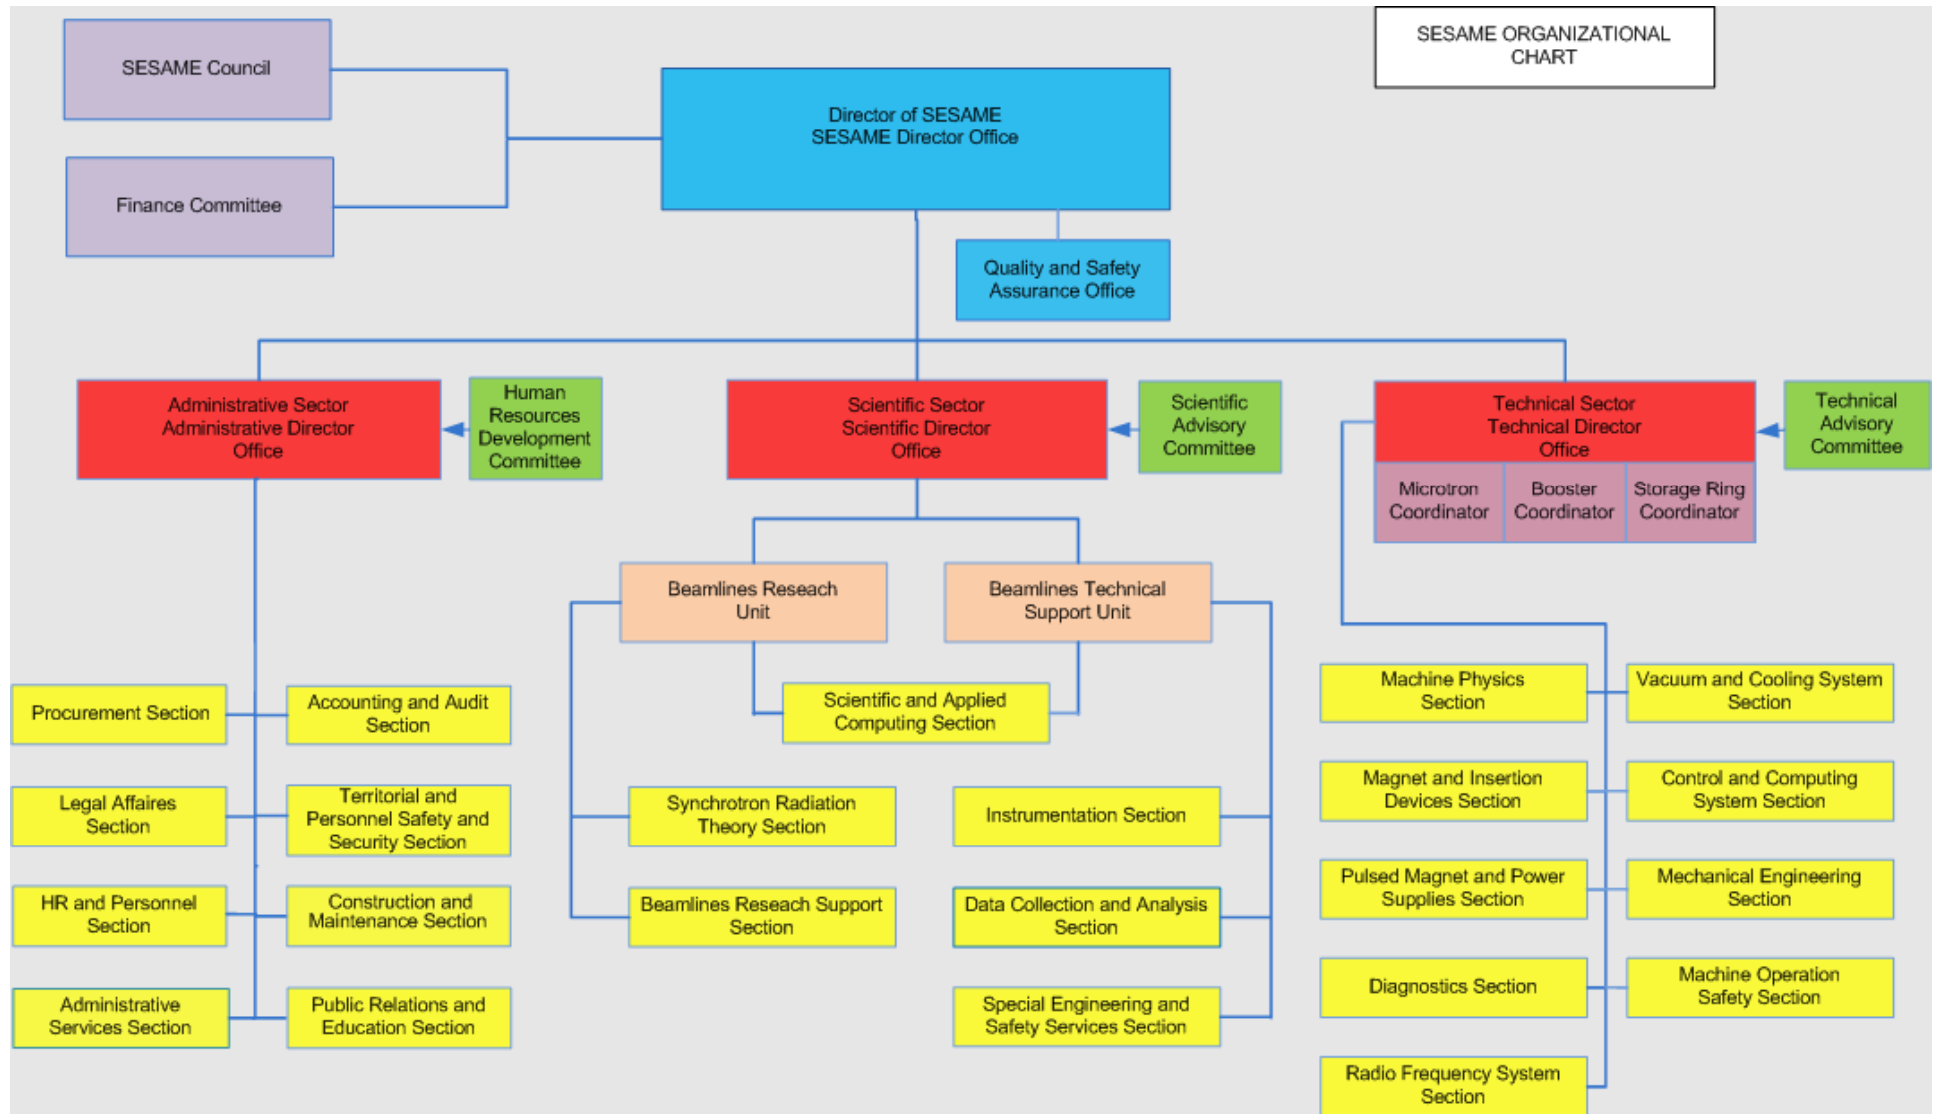 SESAME ORGANIZATIONAL
CHART
SESAME Council
Finance Committee
Director of SESAME
SESAME Director Office
Quality and Safety
Assurance Office
Administrative Sector
Administrative Director
Office
Human
Resources
Development
Committee
Scientific Sector
Scientific Director
Office
Scientific
Advisory
Committee
Technical Sector
Technical Director
Office
Technical
Advisory
Committee
Microtron
Coordinator
Booster
Coordinator
Storage Ring
Coordinator
Beamlines Reseach
Unit
Beamlines Technical
Support Unit
Procurement Section
Accounting and Audit
Section
Legal Affaires
Section
Territorial and
Personnel Safety and
Security Section
HR and Personnel
Section
Construction and
Maintenance Section
Administrative
Services Section
Public Relations and
Education Section
Scientific and Applied
Computing Section
Synchrotron Radiation
Theory Section
Beamlines Reseach Support
Section
Instrumentation Section
Data Collection and Analysis
Section
Special Engineering and
Safety Services Section
Machine Physics
Section
Vacuum and Cooling System
Section
Magnet and Insertion
Devices Section
Control and Computing
System Section
Pulsed Magnet and Power
Supplies Section
Mechanical Engineering
Section
Diagnostics Section
Machine Operation
Safety Section
Radio Frequency System
Section